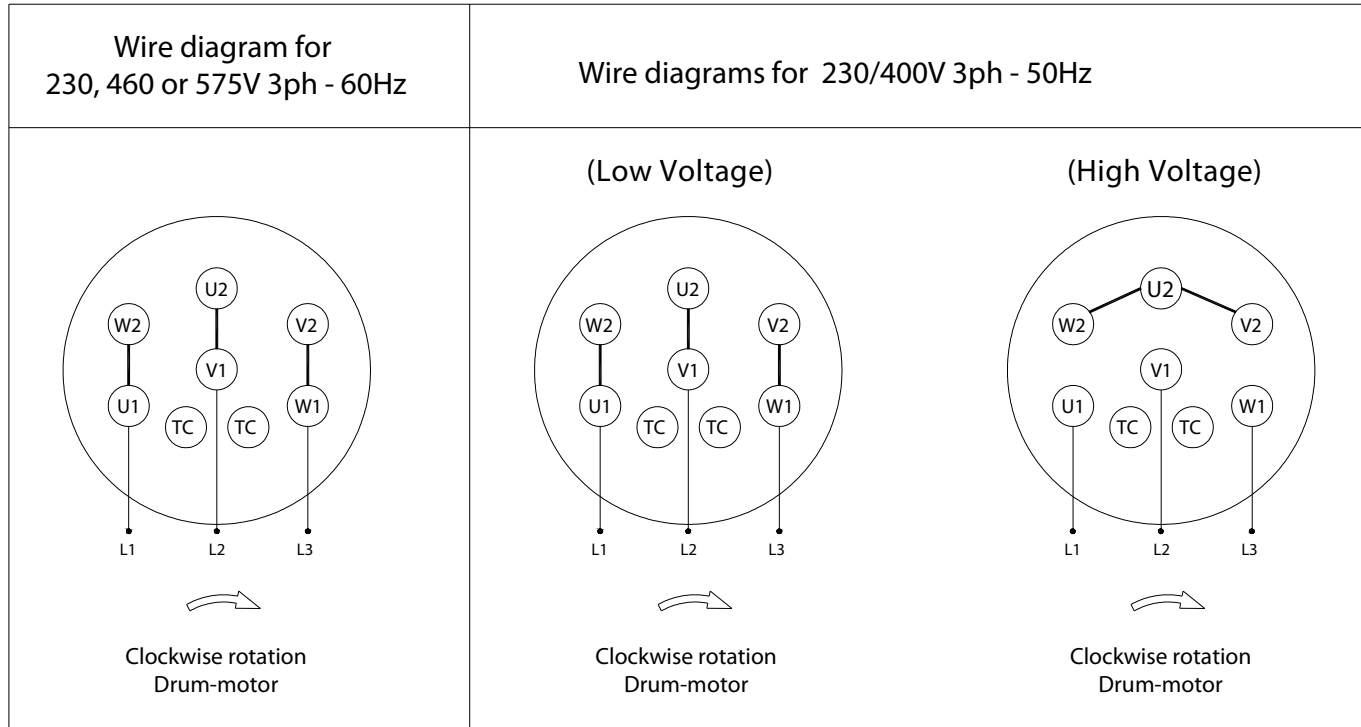 Wire diagram for
230, 460 or 575V 3ph - 60Hz
Wire diagrams for 230/400V 3ph - 50Hz
U2
W2
V2
V1
U1
W1
TC
TC
L1
L2
L3
Clockwise rotation
Drum-motor
(Low Voltage)
U2
W2
V2
V1
U1
W1
TC
TC
L1
L2
L3
Clockwise rotation
Drum-motor
(High Voltage)
U2
W2
V2
V1
U1
W1
TC
TC
L1
L2
L3
Clockwise rotation
Drum-motor